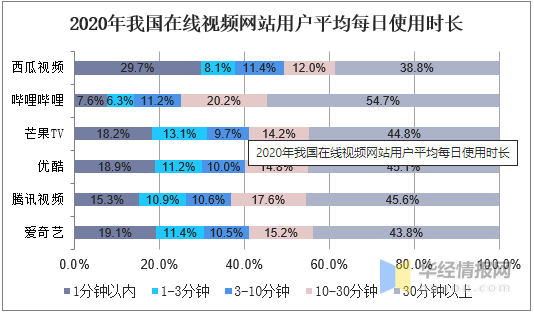 2020年我国在线视频网站用户平均每日使用时长
西瓜视频 29.7% 8.1% 11.4% 12.0% 38.8%
哔哩哔哩 7.6% 6.3% 11.2% 20.2% 54.7%
芒果TV 18.2% 13.1% 9.7% 14.2% 44.8%
2020年我国在线视频网站用户平均每日使用时长
优酷 18.9% 11.2% 10.0% 14.8% 45.1%
腾讯视频 15.3% 10.9% 10.6% 17.6% 45.6%
爱奇艺 19.1% 11.4% 10.5% 15.2% 43.8%
0.0% 20.0% 40.0% 60.0% 80.0% 100.0%
华经情报网
1分钟以内 1-3分钟 3-10分钟 10-30分钟 30分钟以上